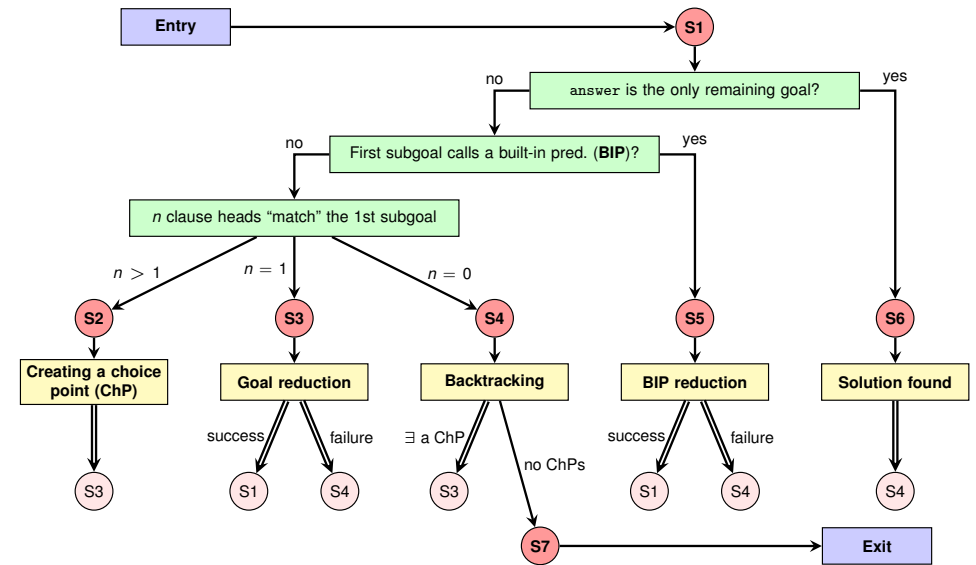 Entry
S1
no
answer is the only remaining goal?
yes
no
First subgoal calls a built-in pred. (BIP)?
yes
n clause heads “match” the 1st subgoal
n > 1
n = 1
n = 0
S2
S3
S4
S5
S6
Creating a choice
point (ChP)
Goal reduction
Backtracking
BIP reduction
Solution found
success
failure
∃ a ChP
no ChPs
success
failure
S3
S1
S4
S3
S1
S4
S4
S7
Exit